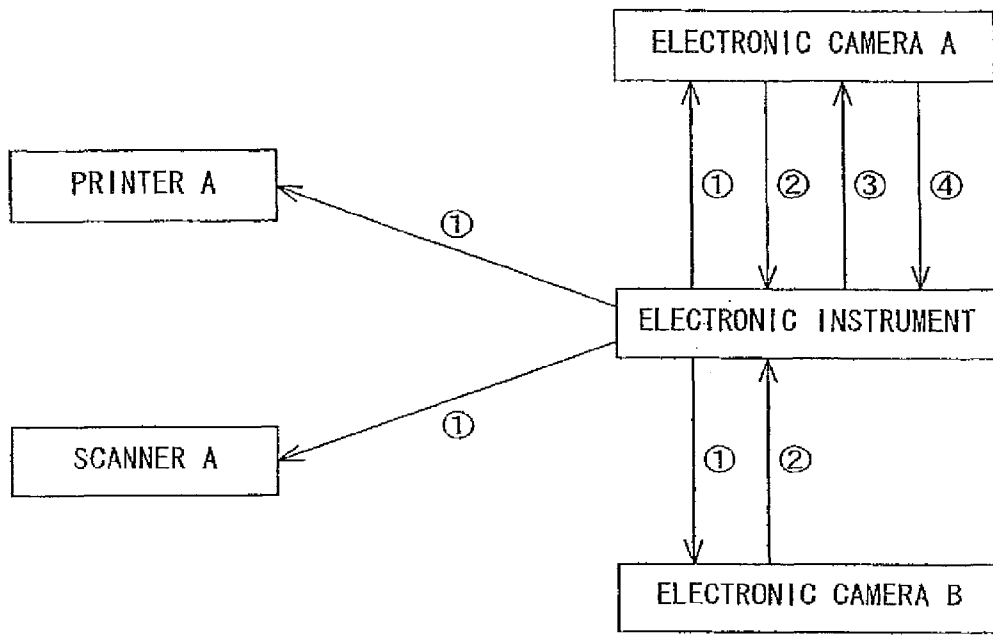 ELECTRONIC CAMERA A
PRINTER A
① ② ③ ④
①
ELECTRONIC INSTRUMENT
①
SCANNER A
① ②
ELECTRONIC CAMERA B